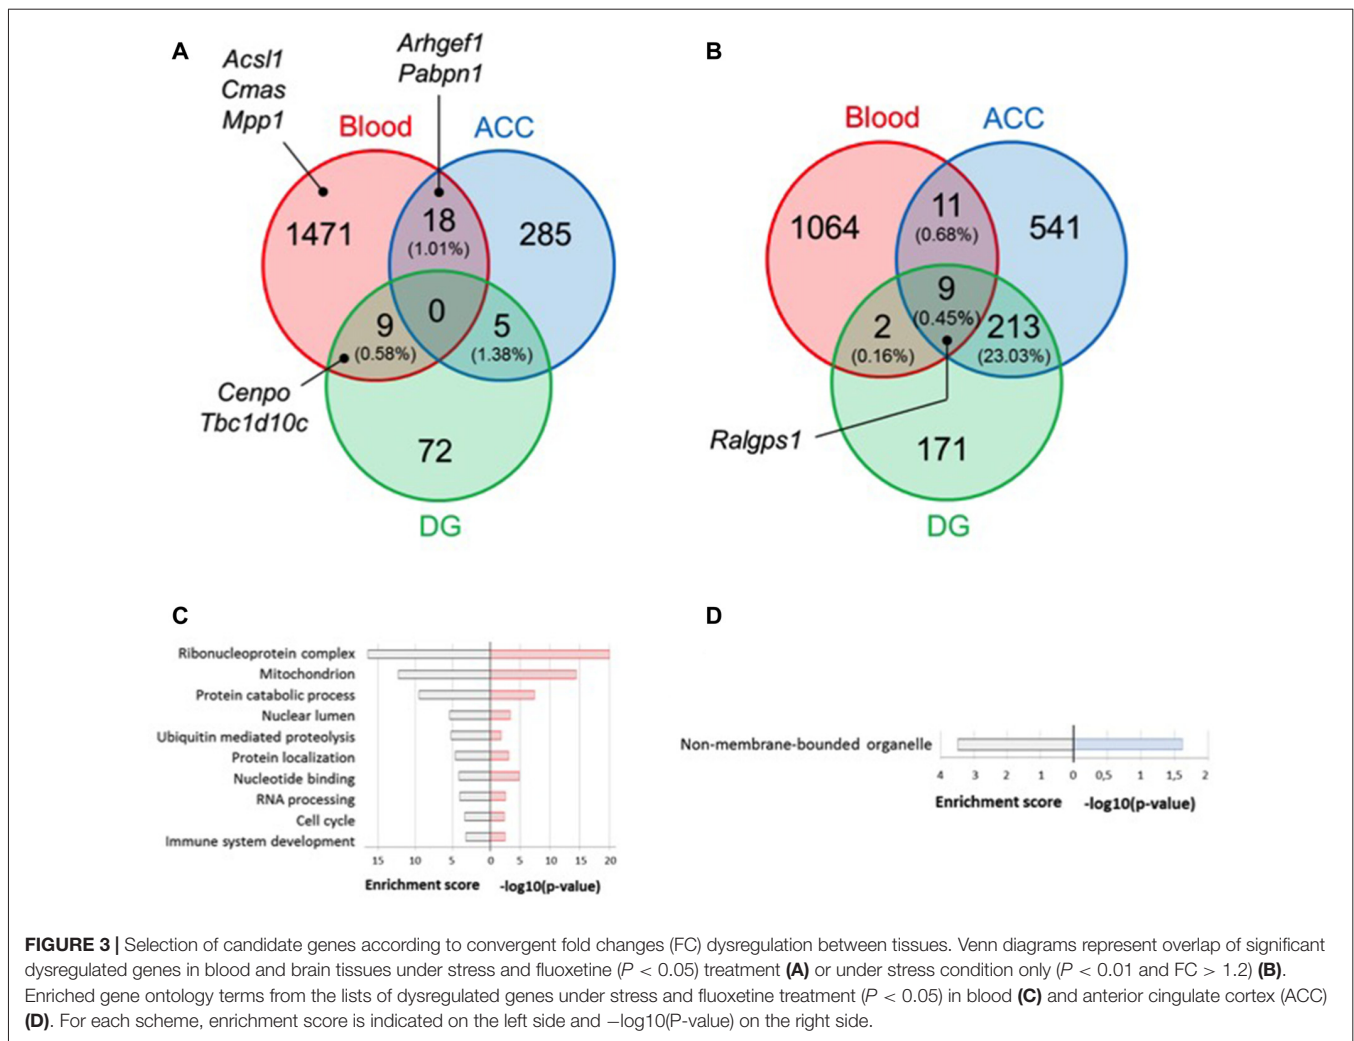 A
Acsl1
Cmas
Mpp1
Arhgef1
Pabpn1
Blood
ACC
1471
18
(1.01%)
285
0
9
(0.58%)
5
(1.38%)
Cenpo
Tbc1d10c
72
DG
B
Blood
ACC
1064
11
(0.68%)
541
9
(0.45%)
2
(0.16%)
213
(23.03%)
Ralgps1
171
DG
C
Ribonucleoprotein complex
Mitochondrion
Protein catabolic process
Nuclear lumen
Ubiquitin mediated proteolysis
Protein localization
Nucleotide binding
RNA processing
Cell cycle
Immune system development
15 10 5 0 5 10 15 20
Enrichment score -log10(p-value)
D
Non-membrane-bounded organelle
4 3 2 1 0 0,5 1 1,5 2
Enrichment score -log10(p-value)
FIGURE 3 | Selection of candidate genes according to convergent fold changes (FC) dysregulation between tissues. Venn diagrams represent overlap of significant
dysregulated genes in blood and brain tissues under stress and fluoxetine (P < 0.05) treatment (A) or under stress condition only (P < 0.01 and FC > 1.2) (B).
Enriched gene ontology terms from the lists of dysregulated genes under stress and fluoxetine treatment (P < 0.05) in blood (C) and anterior cingulate cortex (ACC)
(D). For each scheme, enrichment score is indicated on the left side and −log10(P-value) on the right side.